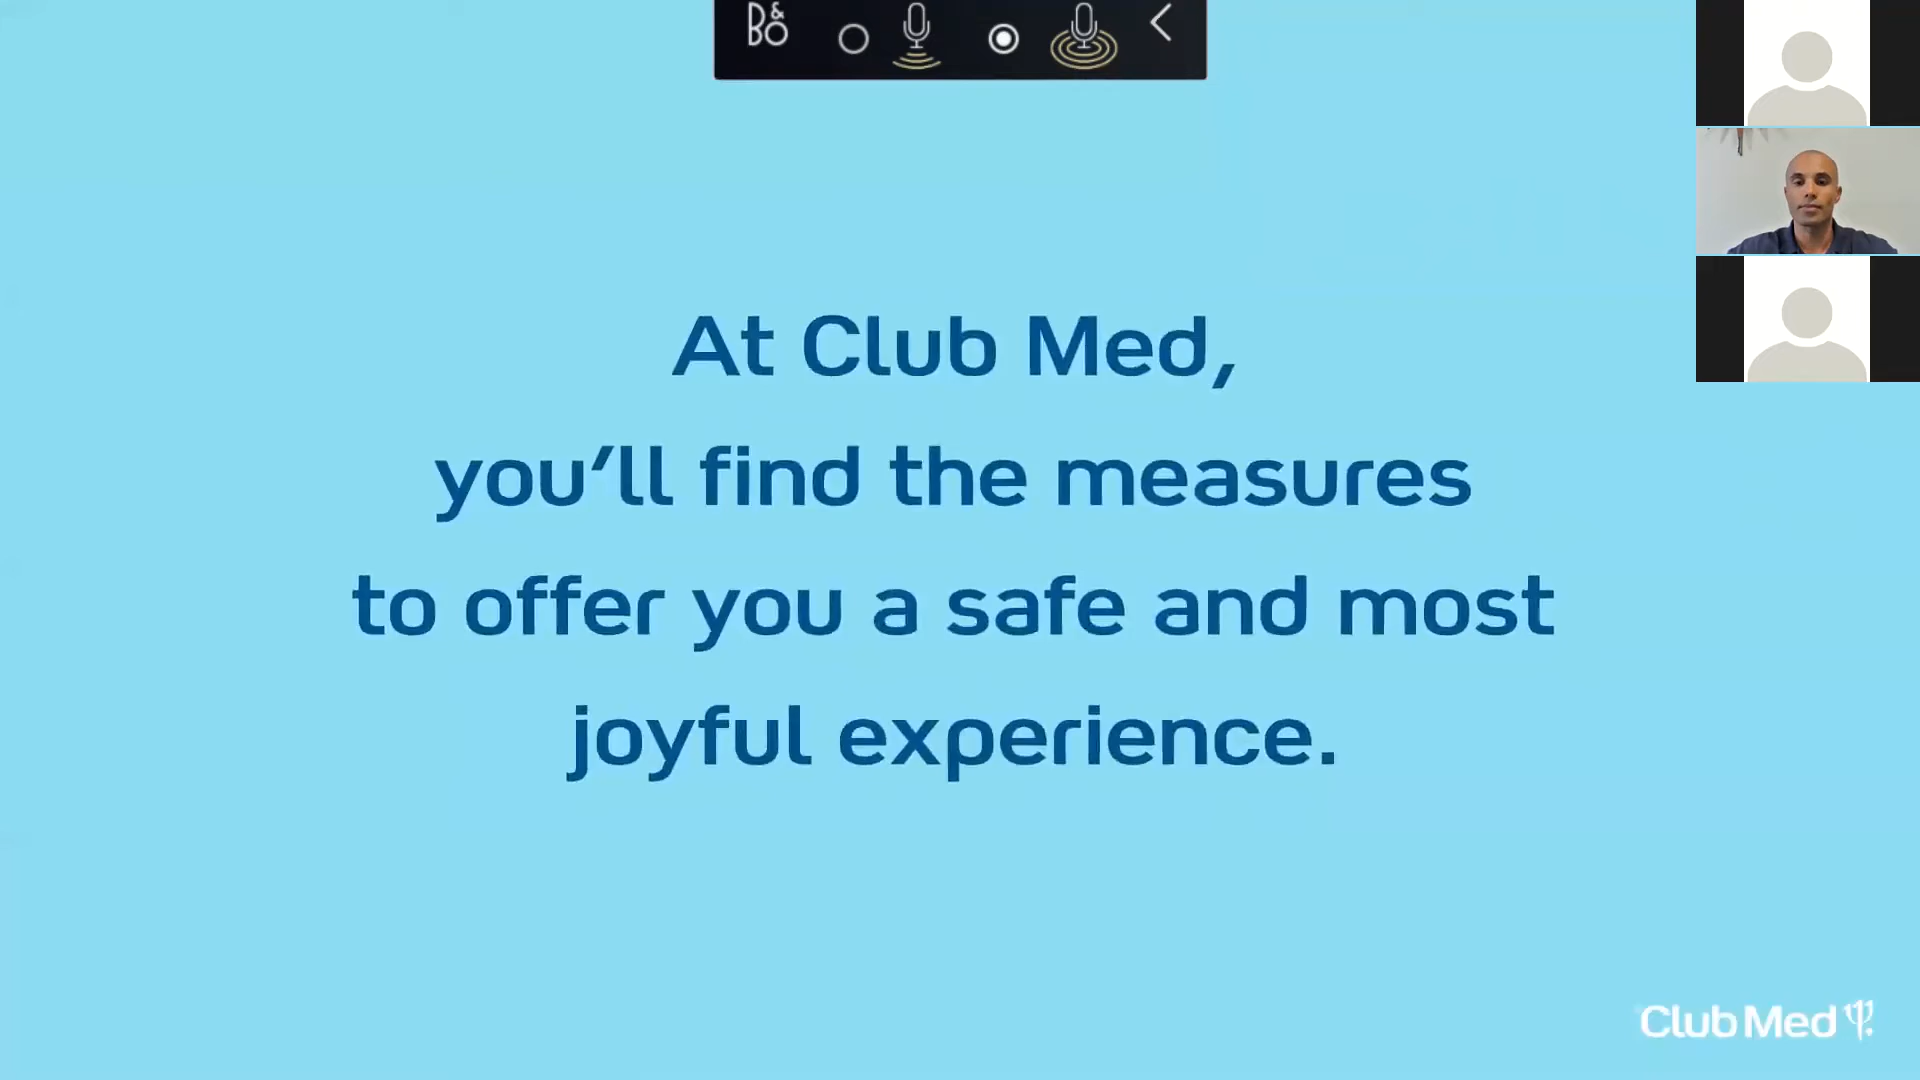 B&O
At Club Med,
you’ll find the measures
to offer you a safe and most
joyful experience.
Club Med